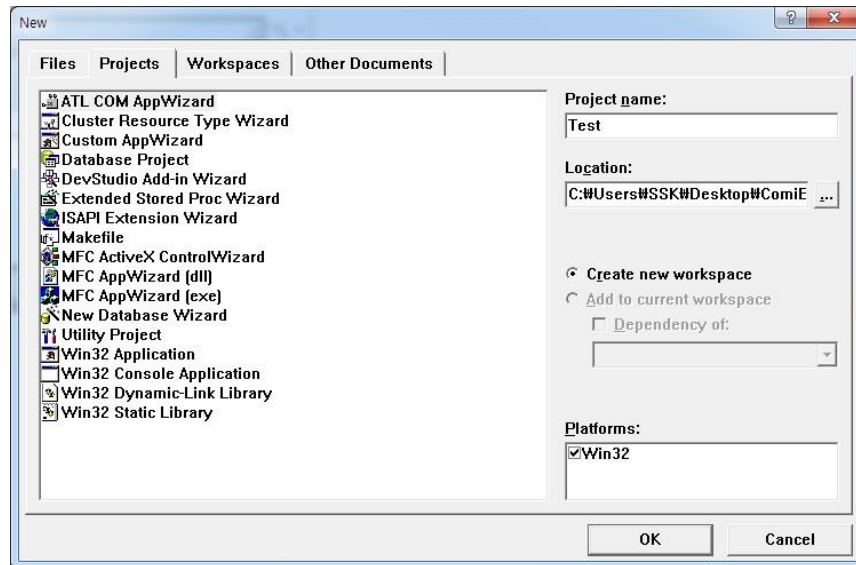 New
Files
Projects
Workspaces
Other Documents
ATL COM AppWizard
Cluster Resource Type Wizard
Custom AppWizard
Database Project
DevStudio Add-in Wizard
Extended Stored Proc Wizard
ISAPI Extension Wizard
Makefile
MFC ActiveX ControlWizard
MFC AppWizard (dll)
MFC AppWizard (exe)
New Database Wizard
Utility Project
Win32 Application
Win32 Console Application
Win32 Dynamic-Link Library
Win32 Static Library
Project name:
Test
Location:
C:₩Users₩SSK₩Desktop₩ComiE
...
Create new workspace
Add to current workspace
Dependency of:
Platforms:
Win32
OK
Cancel